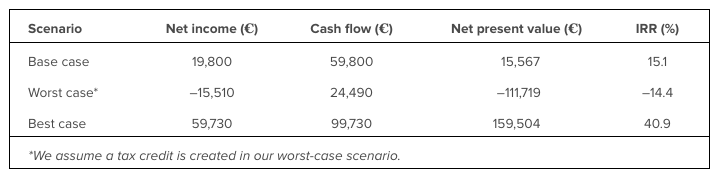 Scenario Net income (€) Cash flow (€) Net present value (€) IRR (%)
Base case 19,800 59,800 15,567 15.1
Worst case* –15,510 24,490 –111,719 –14.4
Best case 59,730 99,730 159,504 40.9
*We assume a tax credit is created in our worst-case scenario.